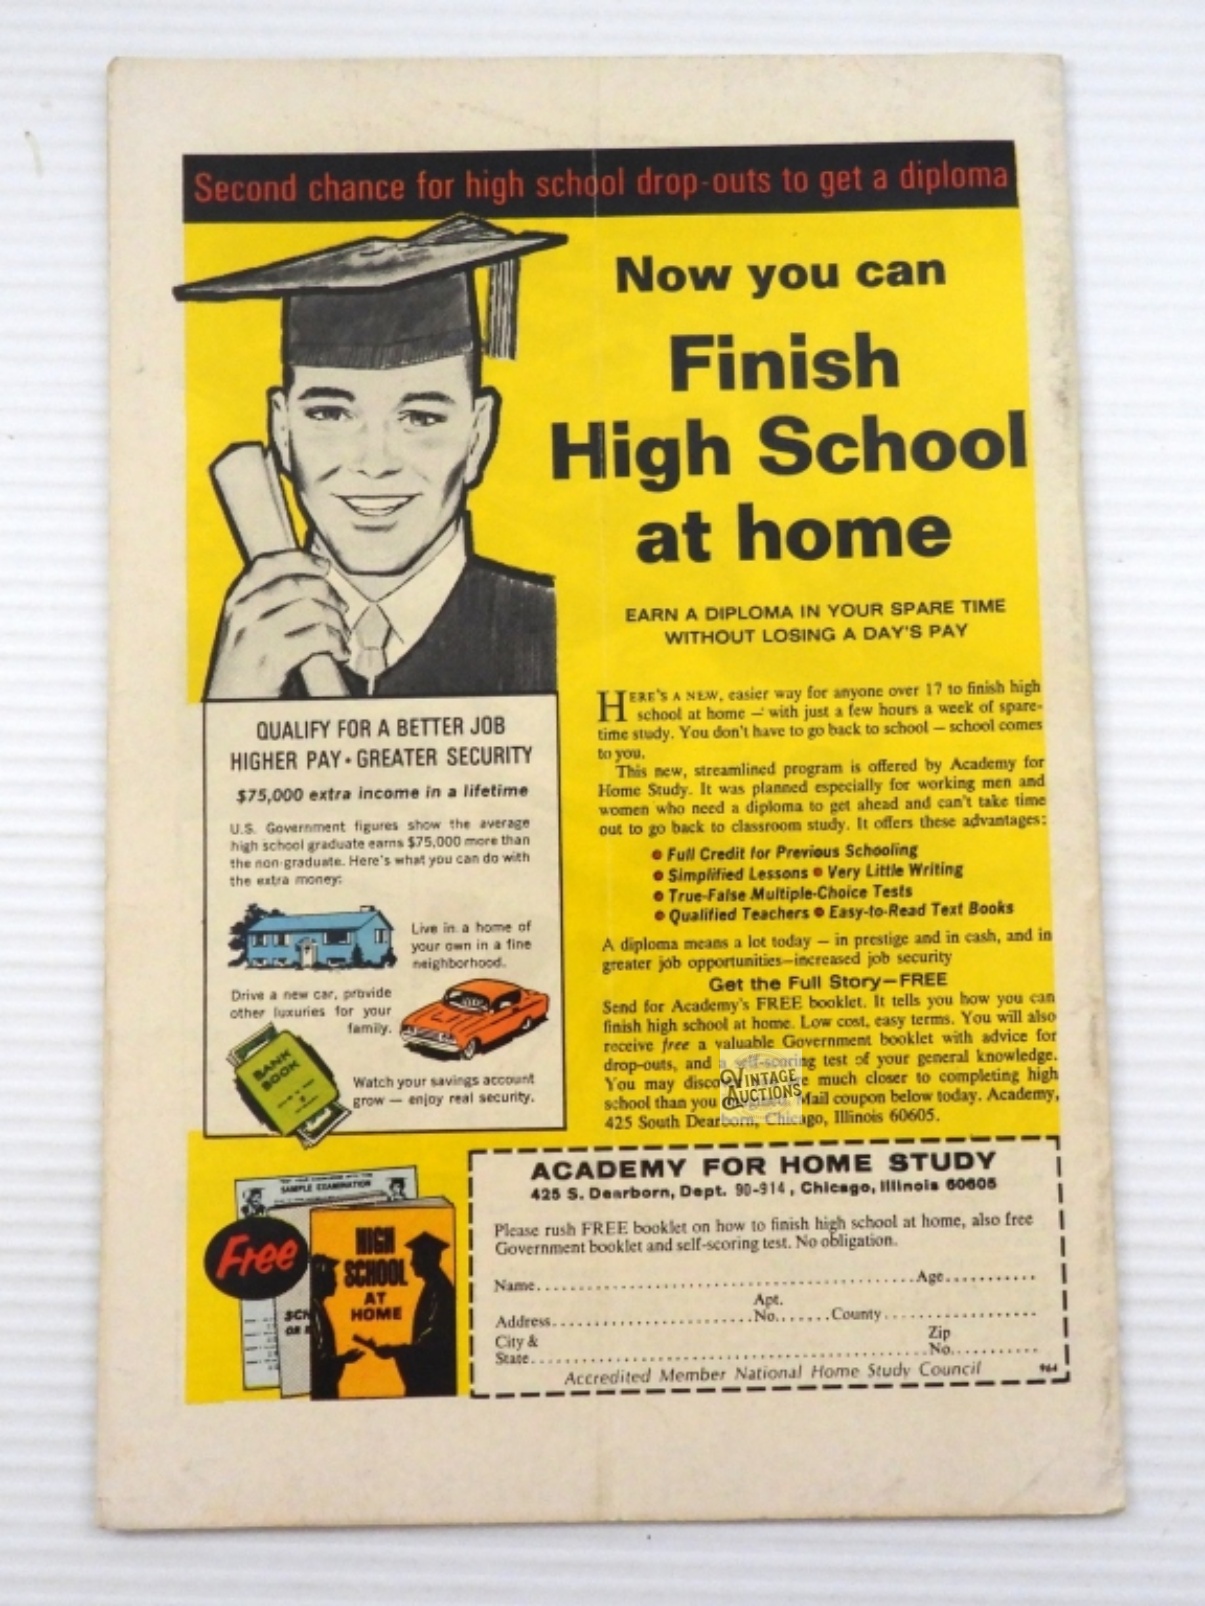 Second chance for high school drop-outs to get a diploma
Now you can
Finish
High School
at home
EARN A DIPLOMA IN YOUR SPARE TIME
WITHOUT LOSING A DAY'S PAY
HERE'S A NEW, easier way for anyone over 17 to finish high
school at home — with just a few hours a week of spare-
time study. You don't have to go back to school — school comes
to you.
This new, streamlined program is offered by Academy for
Home Study. It was planned especially for working men and
women who need a diploma to get ahead and can't take time
out to go back to classroom study. It offers these advantages:
• Full Credit for Previous Schooling
• Simplified Lessons • Very Little Writing
• True-False Multiple-Choice Tests
• Qualified Teachers • Easy-to-Read Text Books
A diploma means a lot today — in prestige and in cash, and in
greater job opportunities—increased job security
Get the Full Story—FREE
Send for Academy's FREE booklet. It tells you how you can
finish high school at home. Low cost, easy terms. You will also
receive free a valuable Government booklet with advice for
drop-outs, and a self-scoring test of your general knowledge.
You may much closer to completing high
school than you Mail coupon below today. Academy,
425 South Dearborn, Chicago, Illinois 60605.
VINTAGE
AUCTIONS
QUALIFY FOR A BETTER JOB
HIGHER PAY • GREATER SECURITY
$75,000 extra income in a lifetime
U.S. Government figures show the average
high school graduate earns $75,000 more than
the non-graduate. Here's what you can do with
the extra money:
Live in a home of
your own in a fine
neighborhood.
Drive a new car, provide
other luxuries for your
family.
BANK
BOOK
Watch your savings account
grow — enjoy real security.
SAMPLE EXAMINATION
Free
HIGH
SCHOOL
AT
HOME
ACADEMY FOR HOME STUDY
425 S. Dearborn, Dept. 90-914, Chicago, Illinois 60605
Please rush FREE booklet on how to finish high school at home, also free
Government booklet and self-scoring test. No obligation.
Name........................................................Age............
Apt.
Address.............................No.......County......................
City & Zip
State........................................................No...........
Accredited Member National Home Study Council 964